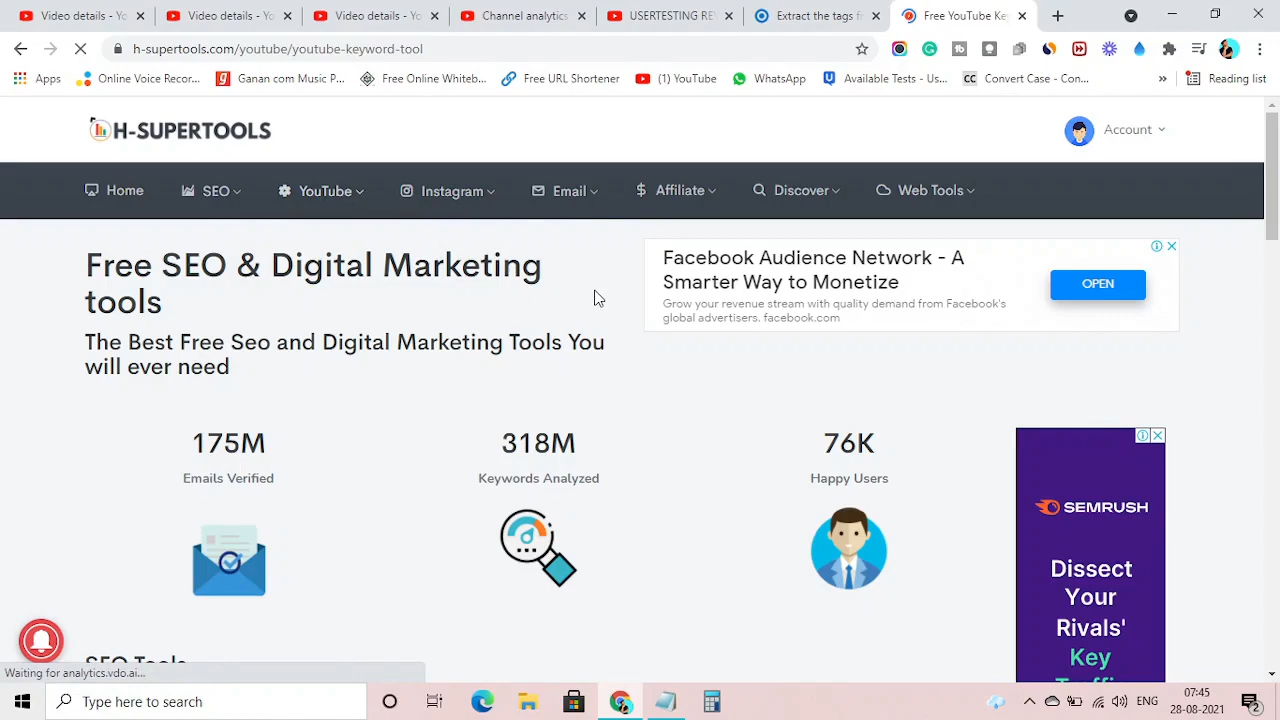 Video details - Yo
Video details - Yo
Video details - Yo
Channel analytics
USERTESTING RE
Extract the tags f
Free YouTube Ke
h-supertools.com/youtube/youtube-keyword-tool
Apps
Online Voice Recor...
Ganan com Music P...
Free Online Writeb...
Free URL Shortener
(1) YouTube
WhatsApp
Available Tests - Us...
CC Convert Case - Con...
»
Reading list
H-SUPERTOOLS
Account
Home
SEO
YouTube
Instagram
Email
$ Affiliate
Discover
Web Tools
Free SEO & Digital Marketing
tools
The Best Free Seo and Digital Marketing Tools You
will ever need
Facebook Audience Network - A
Smarter Way to Monetize
Grow your revenue stream with quality demand from Facebook's
global advertisers. facebook.com
OPEN
175M
Emails Verified
318M
Keywords Analyzed
76K
Happy Users
SEMRUSH
Dissect
Your
Rivals'
Key
SEO Tools
Waiting for analytics.vdo.ai...
Type here to search
ENG
07:45
28-08-2021
2